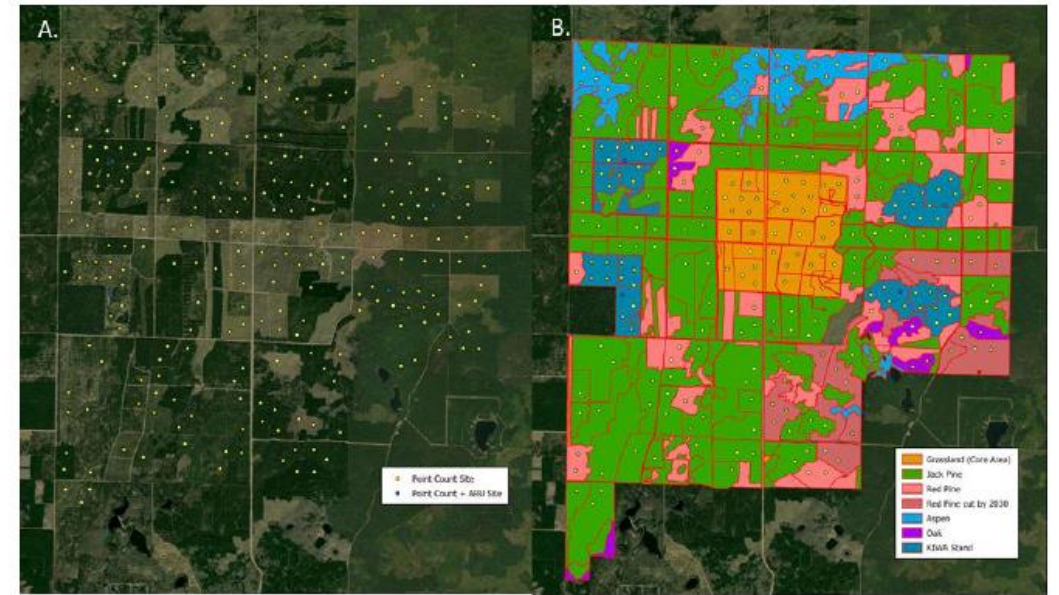 A.
Point Count Site
Point Count + ARU Site
B.
Grassland (Core Area)
Jack Pine
Red Pine
Red Pine cut by 2030
Aspen
Oak
KIWA Stand